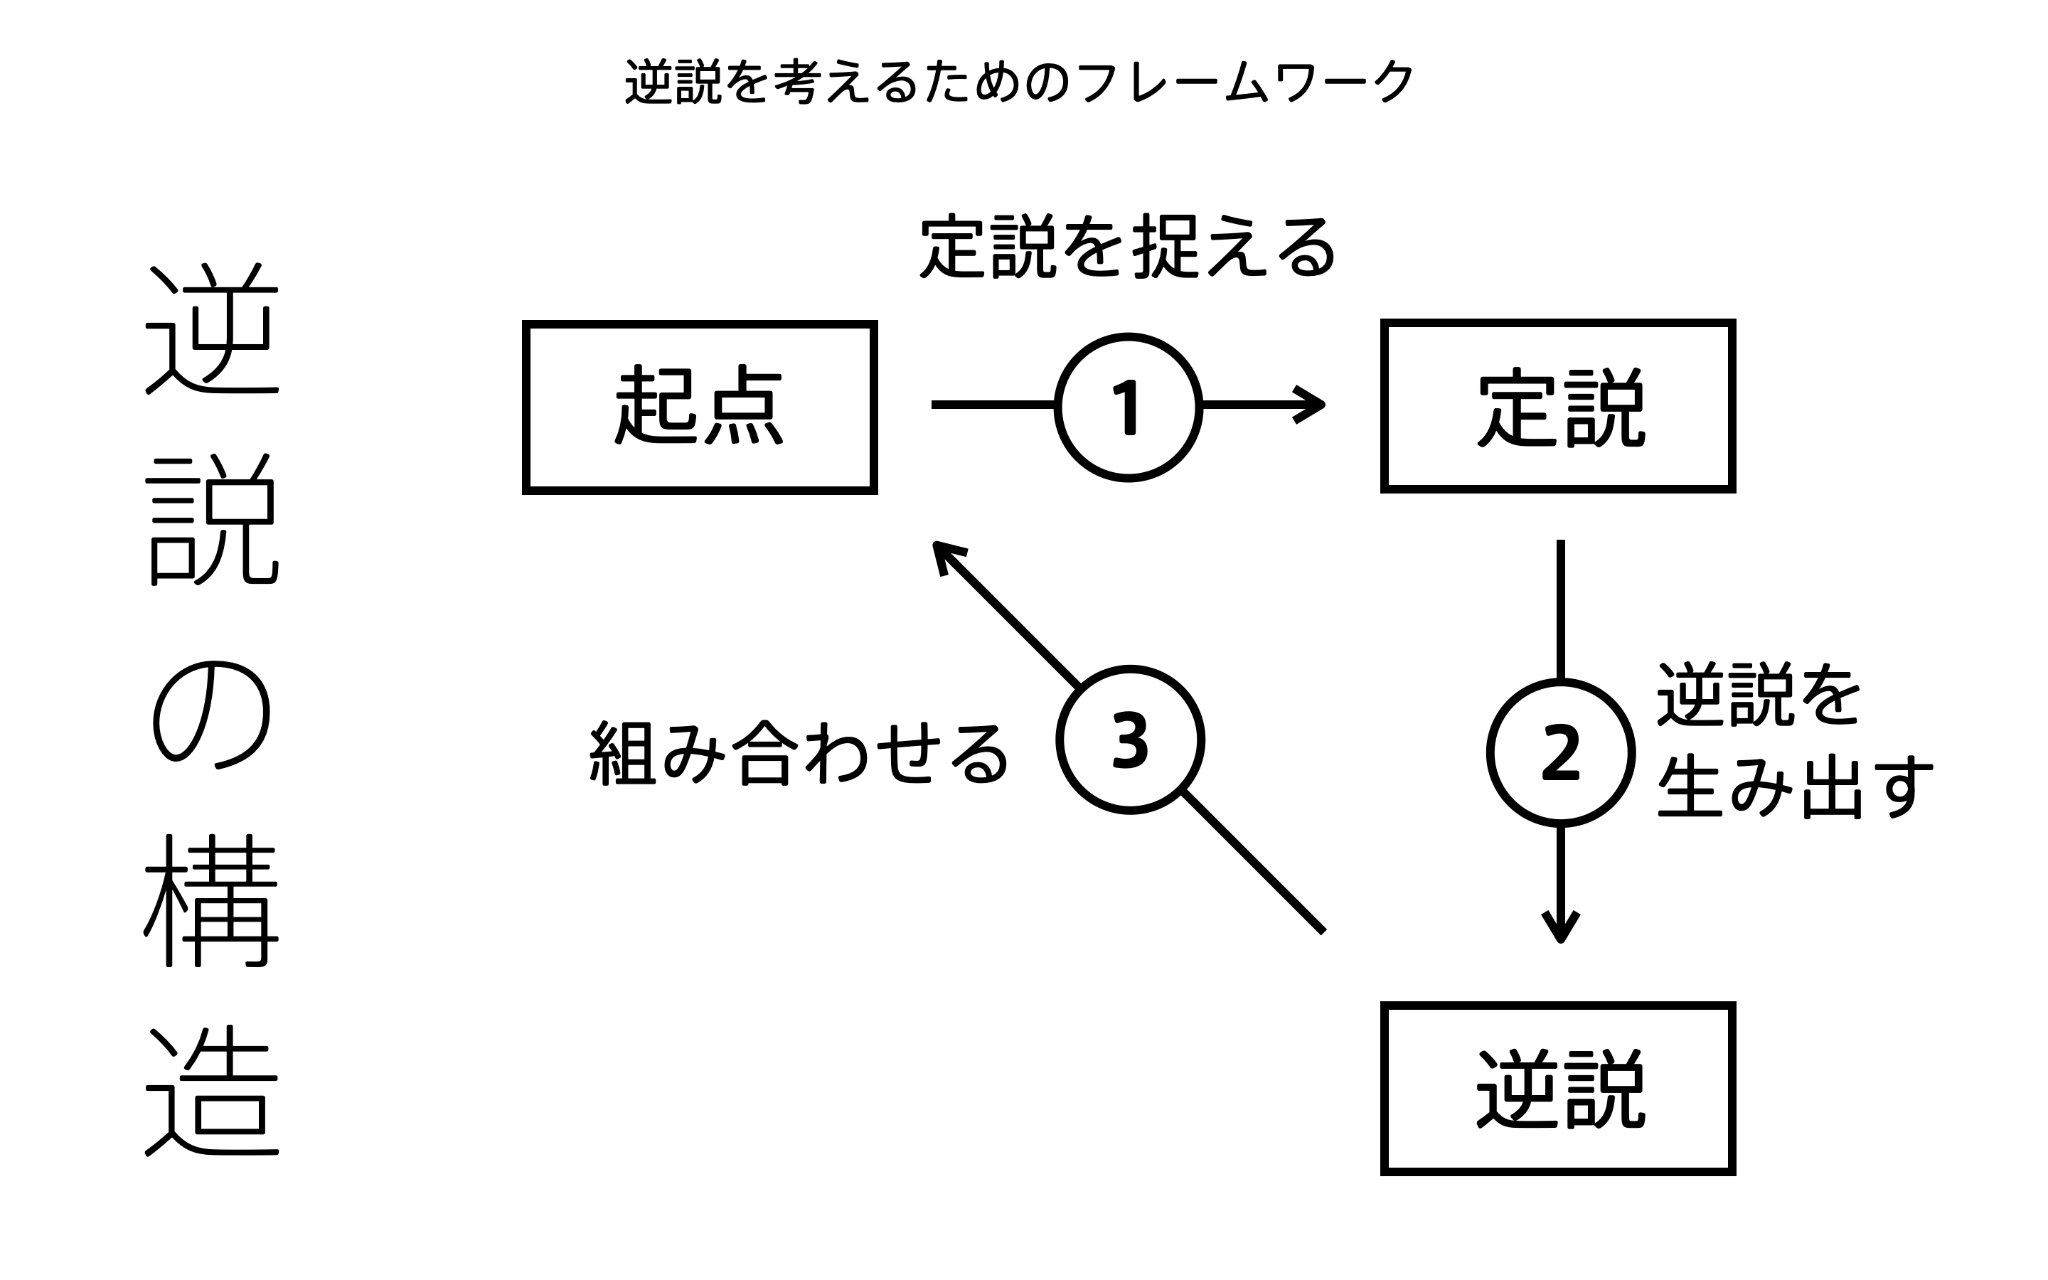 逆説を考えるためのフレームワーク
逆説の構造
定説を捉える
起点
1
定説
逆説を
生み出す
2
組み合わせる
3
逆説